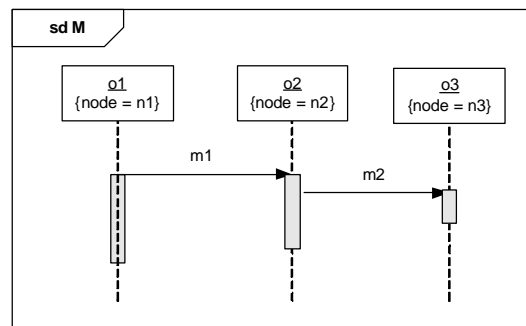 sd M
o1
{node = n1}
o2
{node = n2}
o3
{node = n3}
m1
m2